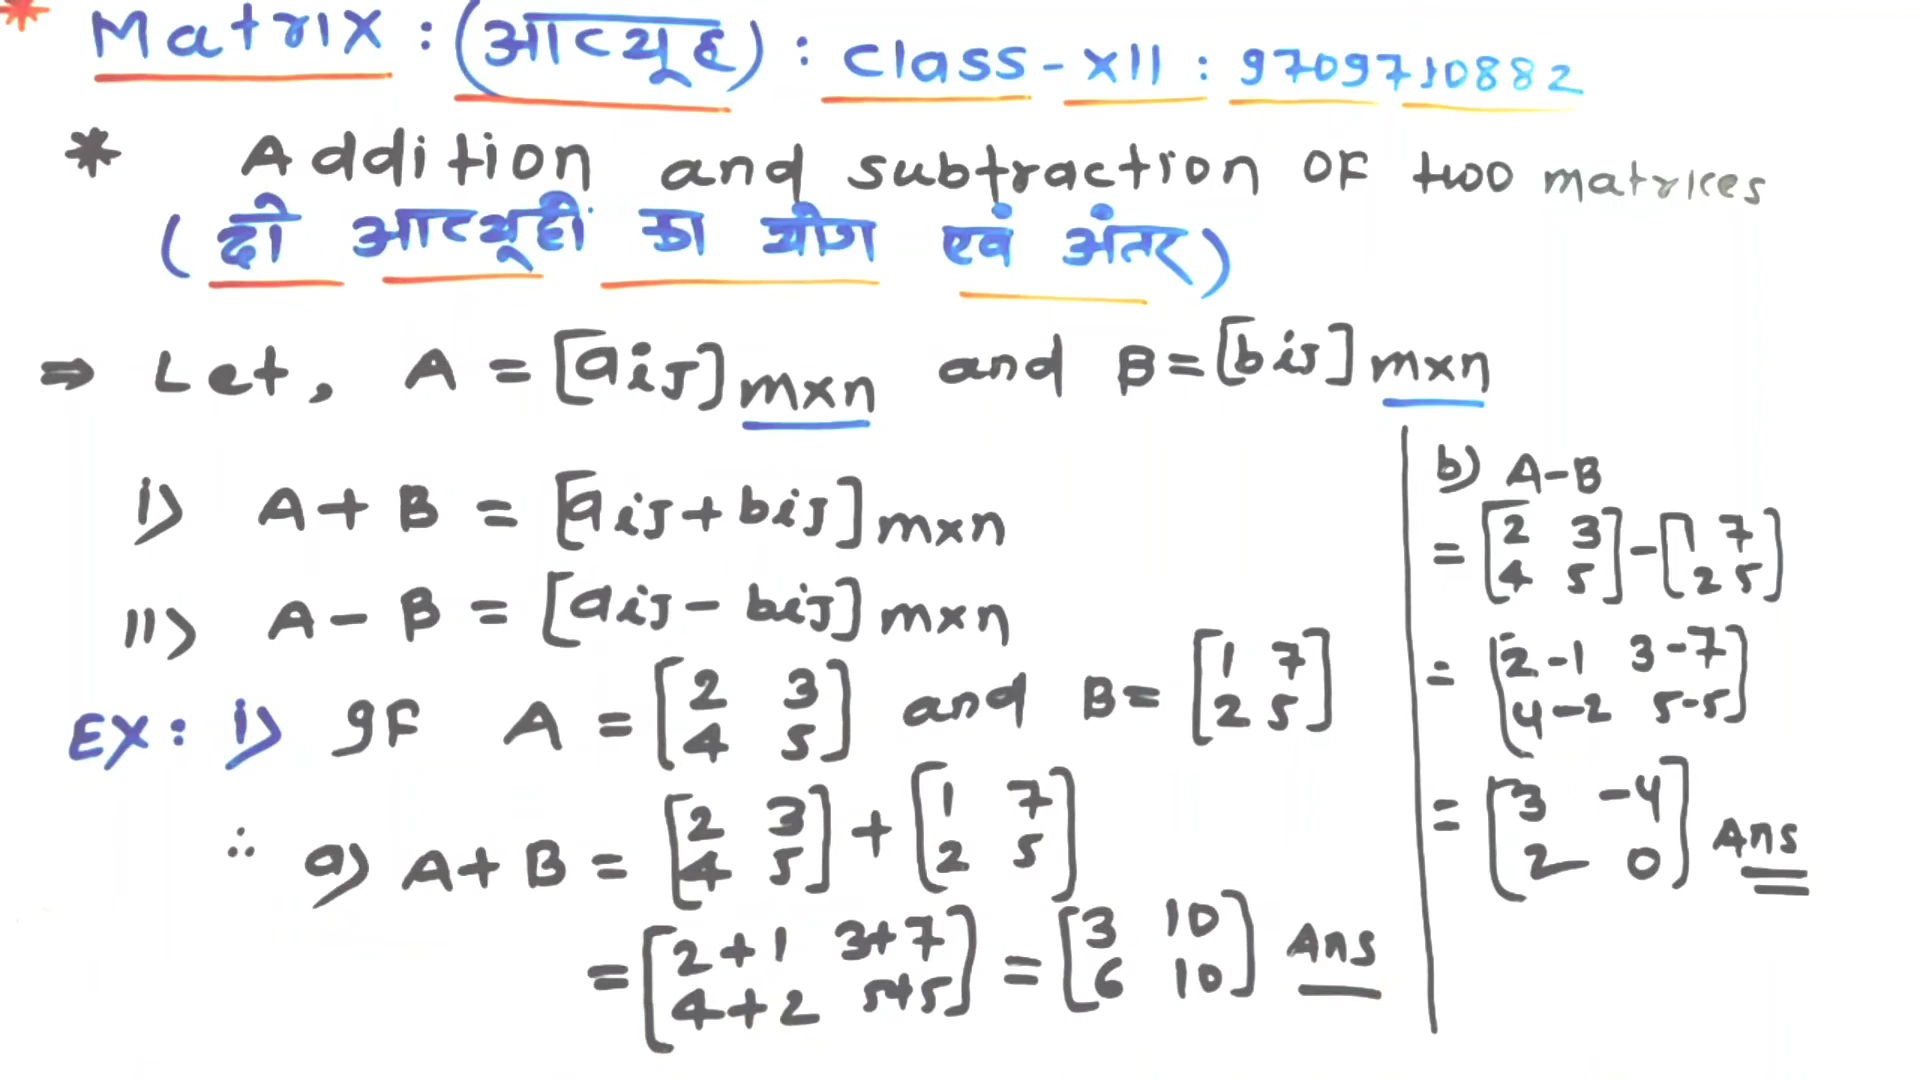 * Matrix : (आव्यूह) : Class-XII : 9709710882
* Addition and subtraction OF two matrices
(दो आव्यूहों का योग एवं अंतर)
⇒ Let, A = [aij] m×n and B = [bij] m×n
i) A + B = [aij + bij] m×n
ii) A - B = [aij - bij] m×n
EX: i) If A = [2 3
4 5] and B = [1 7
2 5]
∴ a) A + B = [2 3
4 5] + [1 7
2 5]
= [2+1 3+7
4+2 5+5] = [3 10
6 10] Ans
b) A - B
= [2 3
4 5] - [1 7
2 5]
= [2-1 3-7
4-2 5-5]
= [3 -4
2 0] Ans